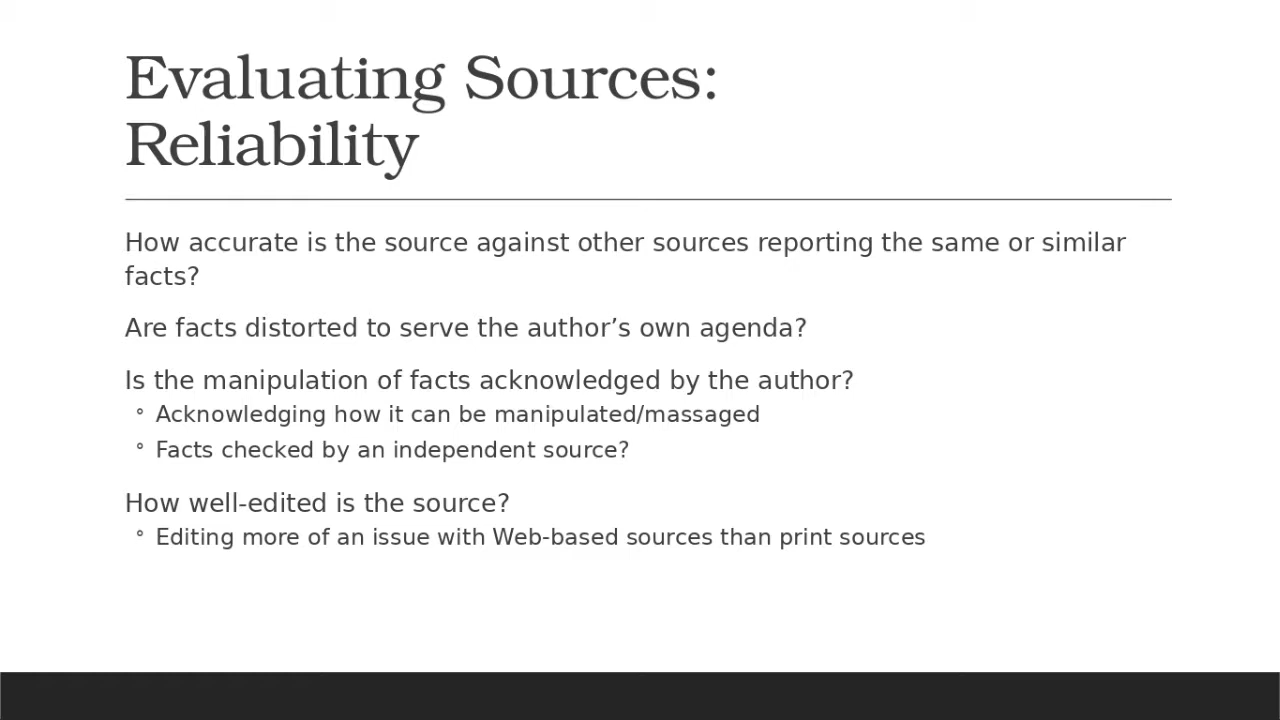 Evaluating Sources:
Reliability
How accurate is the source against other sources reporting the same or similar
facts?
Are facts distorted to serve the author’s own agenda?
Is the manipulation of facts acknowledged by the author?
° Acknowledging how it can be manipulated/massaged
° Facts checked by an independent source?
How well-edited is the source?
° Editing more of an issue with Web-based sources than print sources